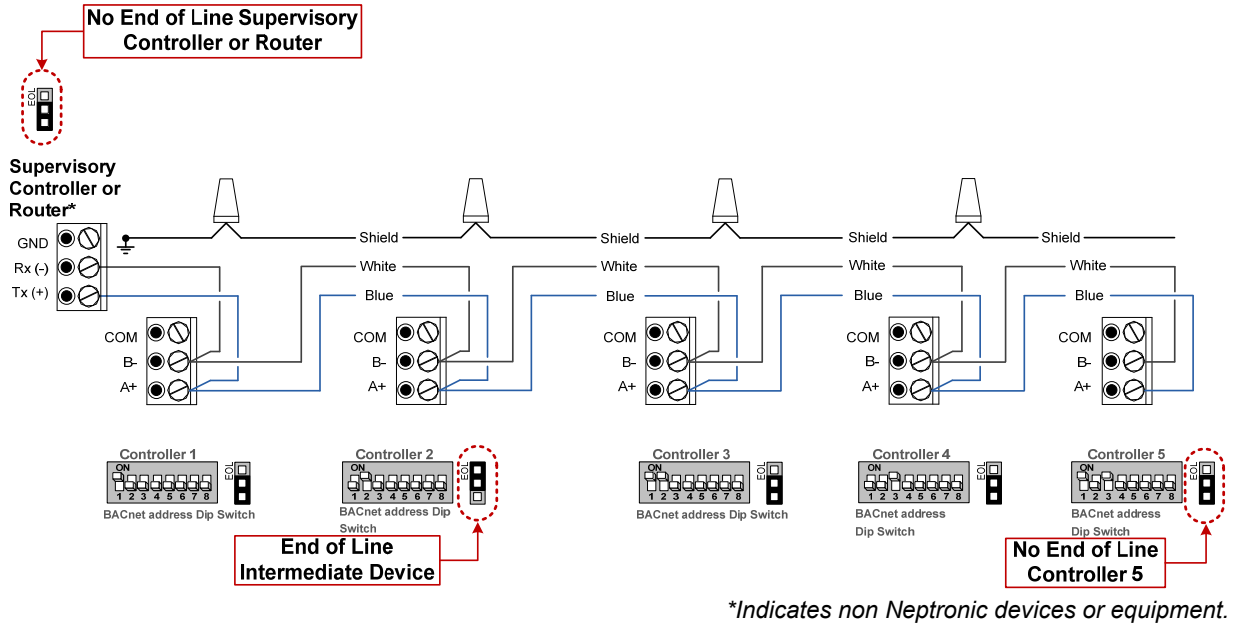 No End of Line Supervisory
Controller or Router
EOL
Supervisory
Controller or
Router*
GND
Rx (-)
Tx (+)
Shield
Shield
Shield
Shield
White
White
White
White
Blue
Blue
Blue
Blue
COM
B-
A+
COM
B-
A+
COM
B-
A+
COM
B-
A+
COM
B-
A+
Controller 1
ON
1 2 3 4 5 6 7 8
EOL
BACnet address Dip Switch
Controller 2
ON
1 2 3 4 5 6 7 8
EOL
BACnet address Dip
Switch
Controller 3
ON
1 2 3 4 5 6 7 8
EOL
BACnet address Dip Switch
Controller 4
ON
1 2 3 4 5 6 7 8
EOL
BACnet address
Dip Switch
Controller 5
ON
1 2 3 4 5 6 7 8
EOL
BACnet address
Dip Switch
End of Line
Intermediate Device
No End of Line
Controller 5
*Indicates non Neptronic devices or equipment.